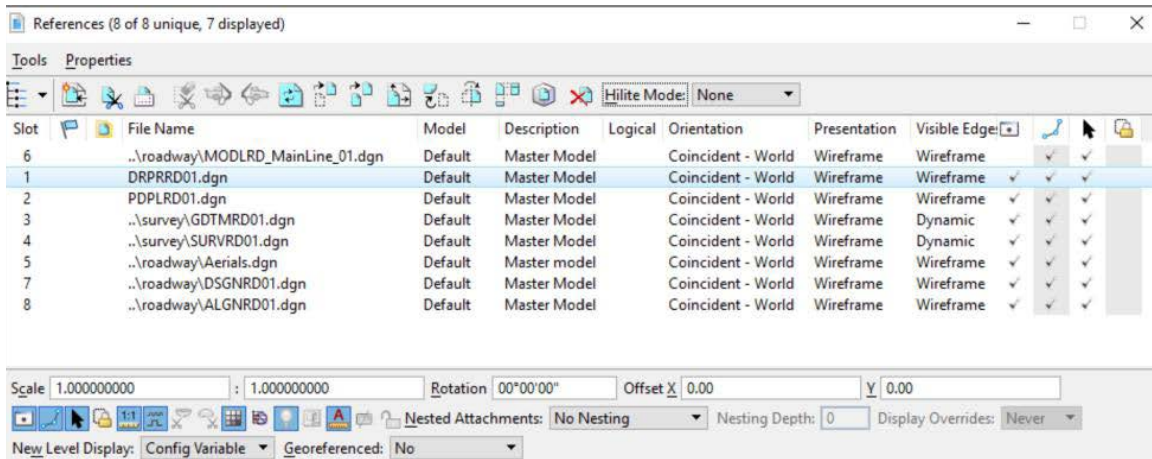 References (8 of 8 unique, 7 displayed)
Tools Properties
Hilite Mode: None
Slot File Name Model Description Logical Orientation Presentation Visible Edge:
6 ..\roadway\MODLRD_MainLine_01.dgn Default Master Model Coincident - World Wireframe Wireframe
1 DRPRRD01.dgn Default Master Model Coincident - World Wireframe Wireframe
2 PDPLRD01.dgn Default Master Model Coincident - World Wireframe Wireframe
3 ..\survey\GDTMRD01.dgn Default Master Model Coincident - World Wireframe Dynamic
4 ..\survey\SURVRD01.dgn Default Master Model Coincident - World Wireframe Dynamic
5 ..\roadway\Aerials.dgn Default Master model Coincident - World Wireframe Wireframe
7 ..\roadway\DSGNRD01.dgn Default Master Model Coincident - World Wireframe Wireframe
8 ..\roadway\ALGNRD01.dgn Default Master Model Coincident - World Wireframe Wireframe
Scale 1.000000000 : 1.000000000 Rotation 00°00'00" Offset X 0.00 Y 0.00
1:1 A Nested Attachments: No Nesting Nesting Depth: 0 Display Overrides: Never
New Level Display: Config Variable Georeferenced: No